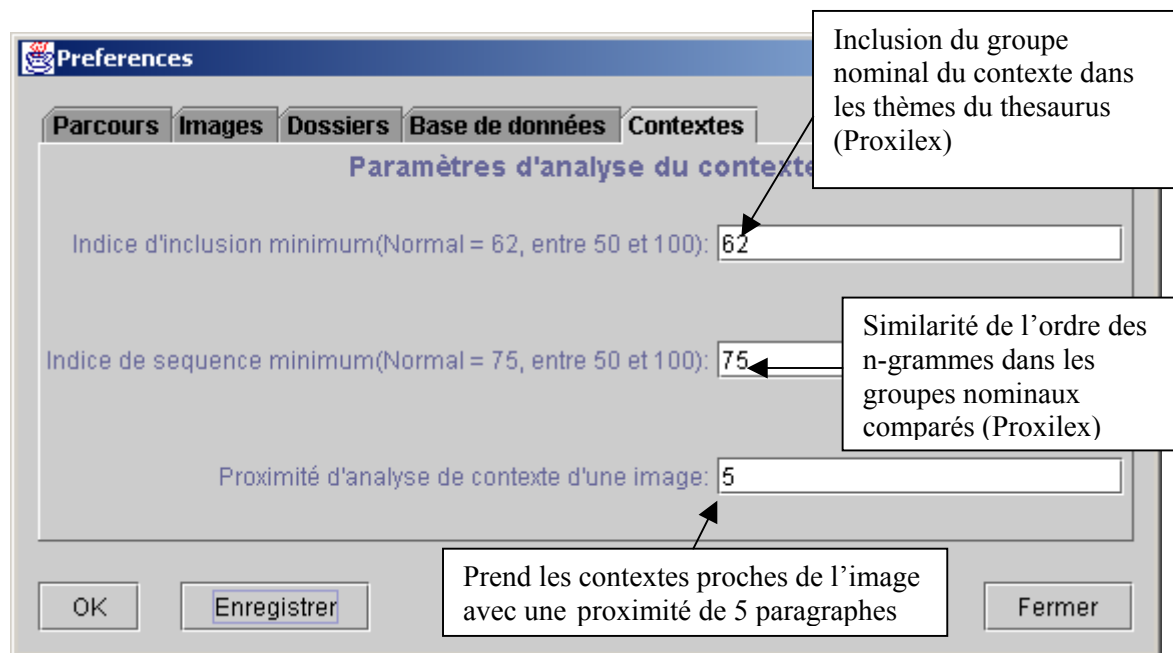 Preferences
Inclusion du groupe
nominal du contexte dans
les thèmes du thesaurus
(Proxilex)
Parcours Images Dossiers Base de données Contextes
Paramètres d'analyse du contexte
Indice d'inclusion minimum(Normal = 62, entre 50 et 100): 62
Similarité de l’ordre des
n-grammes dans les
groupes nominaux
comparés (Proxilex)
Indice de sequence minimum(Normal = 75, entre 50 et 100): 75
Proximité d'analyse de contexte d'une image: 5
Prend les contextes proches de l’image
avec une proximité de 5 paragraphes
OK Enregistrer Fermer